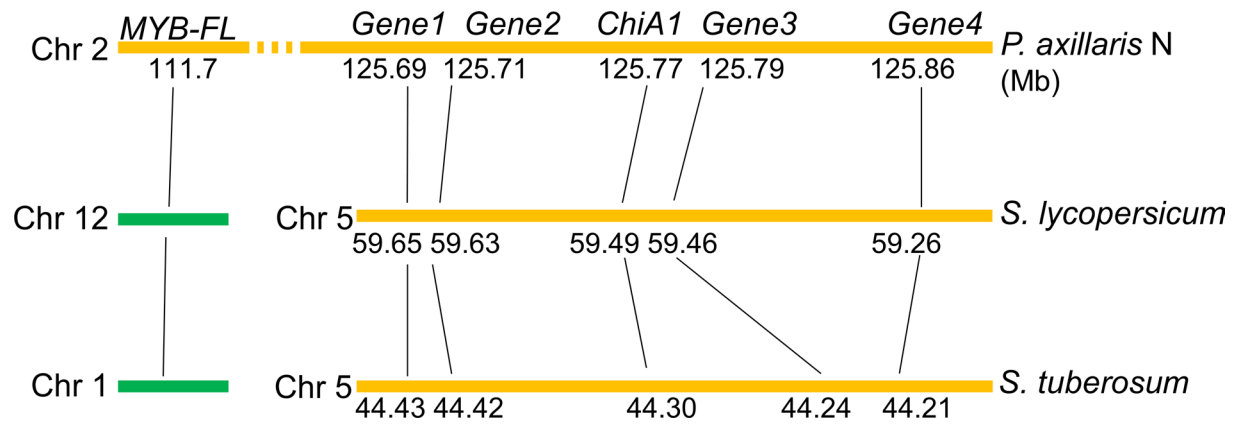 MYB-FL Gene1 Gene2 ChiA1 Gene3 Gene4
Chr 2 P. axillaris N
111.7 125.69 125.71 125.77 125.79 125.86 (Mb)
Chr 12 Chr 5 S. lycopersicum
59.65 59.63 59.49 59.46 59.26
Chr 1 Chr 5 S. tuberosum
44.43 44.42 44.30 44.24 44.21